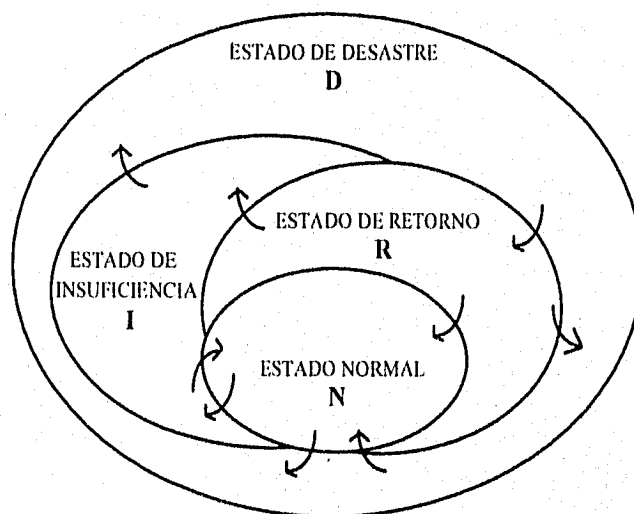 ESTADO DE DESASTRE
D
ESTADO DE RETORNO
R
ESTADO DE
INSUFICIENCIA
I
ESTADO NORMAL
N